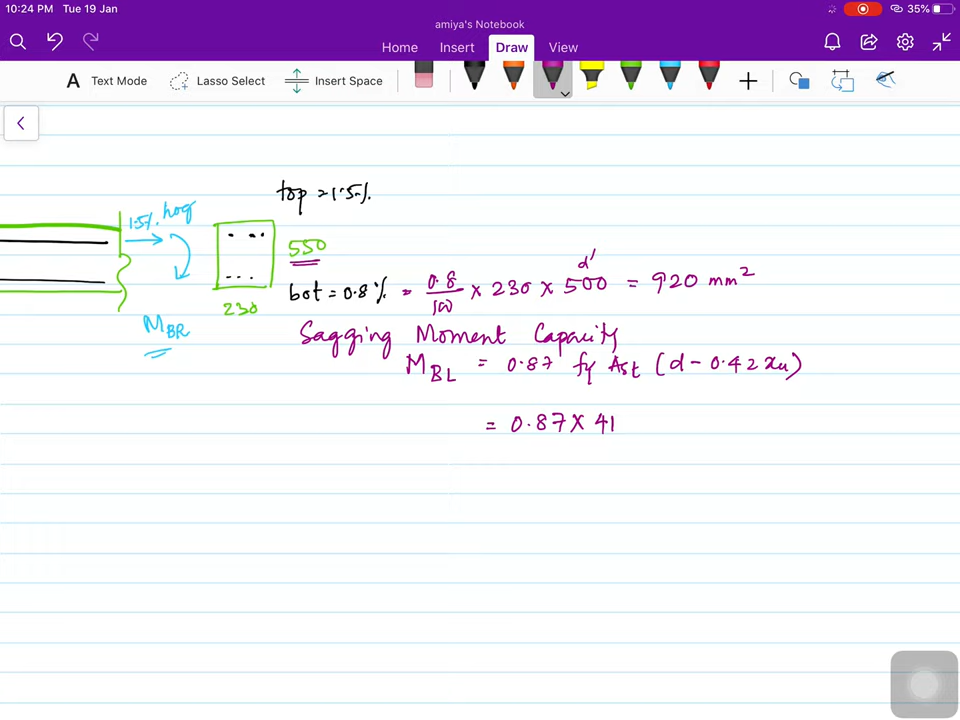 10:24 PM Tue 19 Jan
35%
amiya's Notebook
Home Insert Draw View
A Text Mode Lasso Select Insert Space
top = 1.5%
1.5% hog
550
d'
bot = 0.8% = 0.8/100 × 230 × 500 = 920 mm²
230
M_BR
Sagging Moment Capacity
M_BL = 0.87 fy Ast (d - 0.42 xu)
= 0.87 × 41